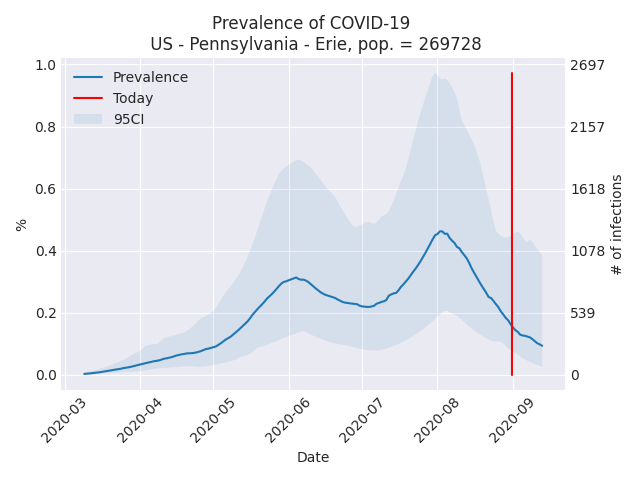 Prevalence of COVID-19
US - Pennsylvania - Erie, pop. = 269728
Prevalence
Today
95CI
1.0
0.8
0.6
0.4
0.2
0.0
%
2697
2157
1618
1078
539
0
# of infections
2020-03
2020-04
2020-05
2020-06
2020-07
2020-08
2020-09
Date